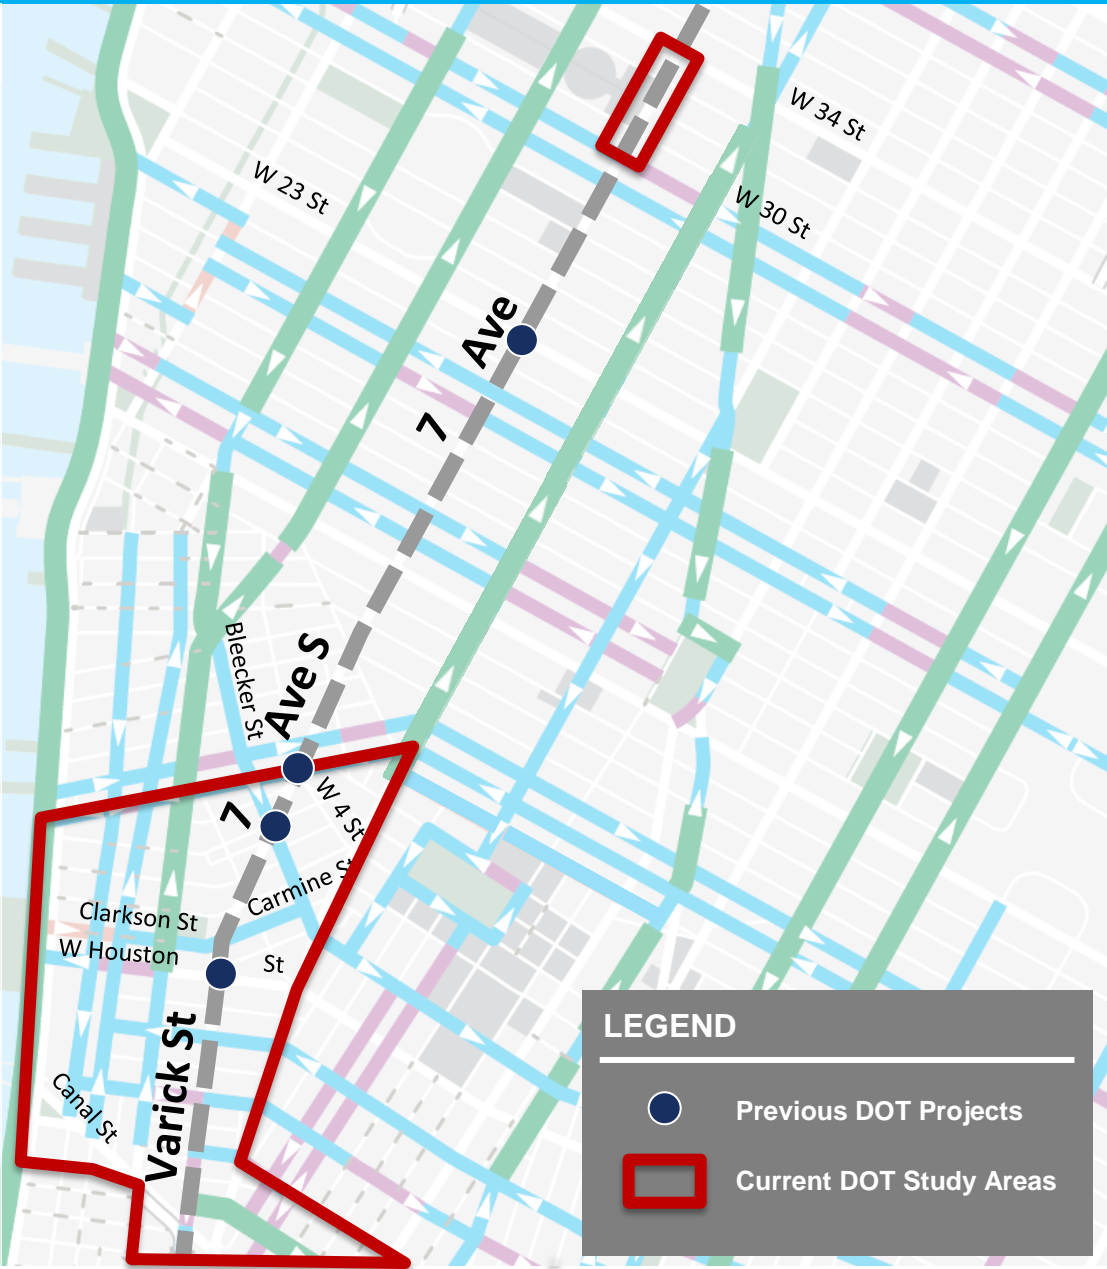 W 34 St
W 23 St
W 30 St
7 Ave
Bleecker St
7 Ave S
W 4 St
Carmine St
Clarkson St
W Houston St
Varick St
Canal St
LEGEND
Previous DOT Projects
Current DOT Study Areas